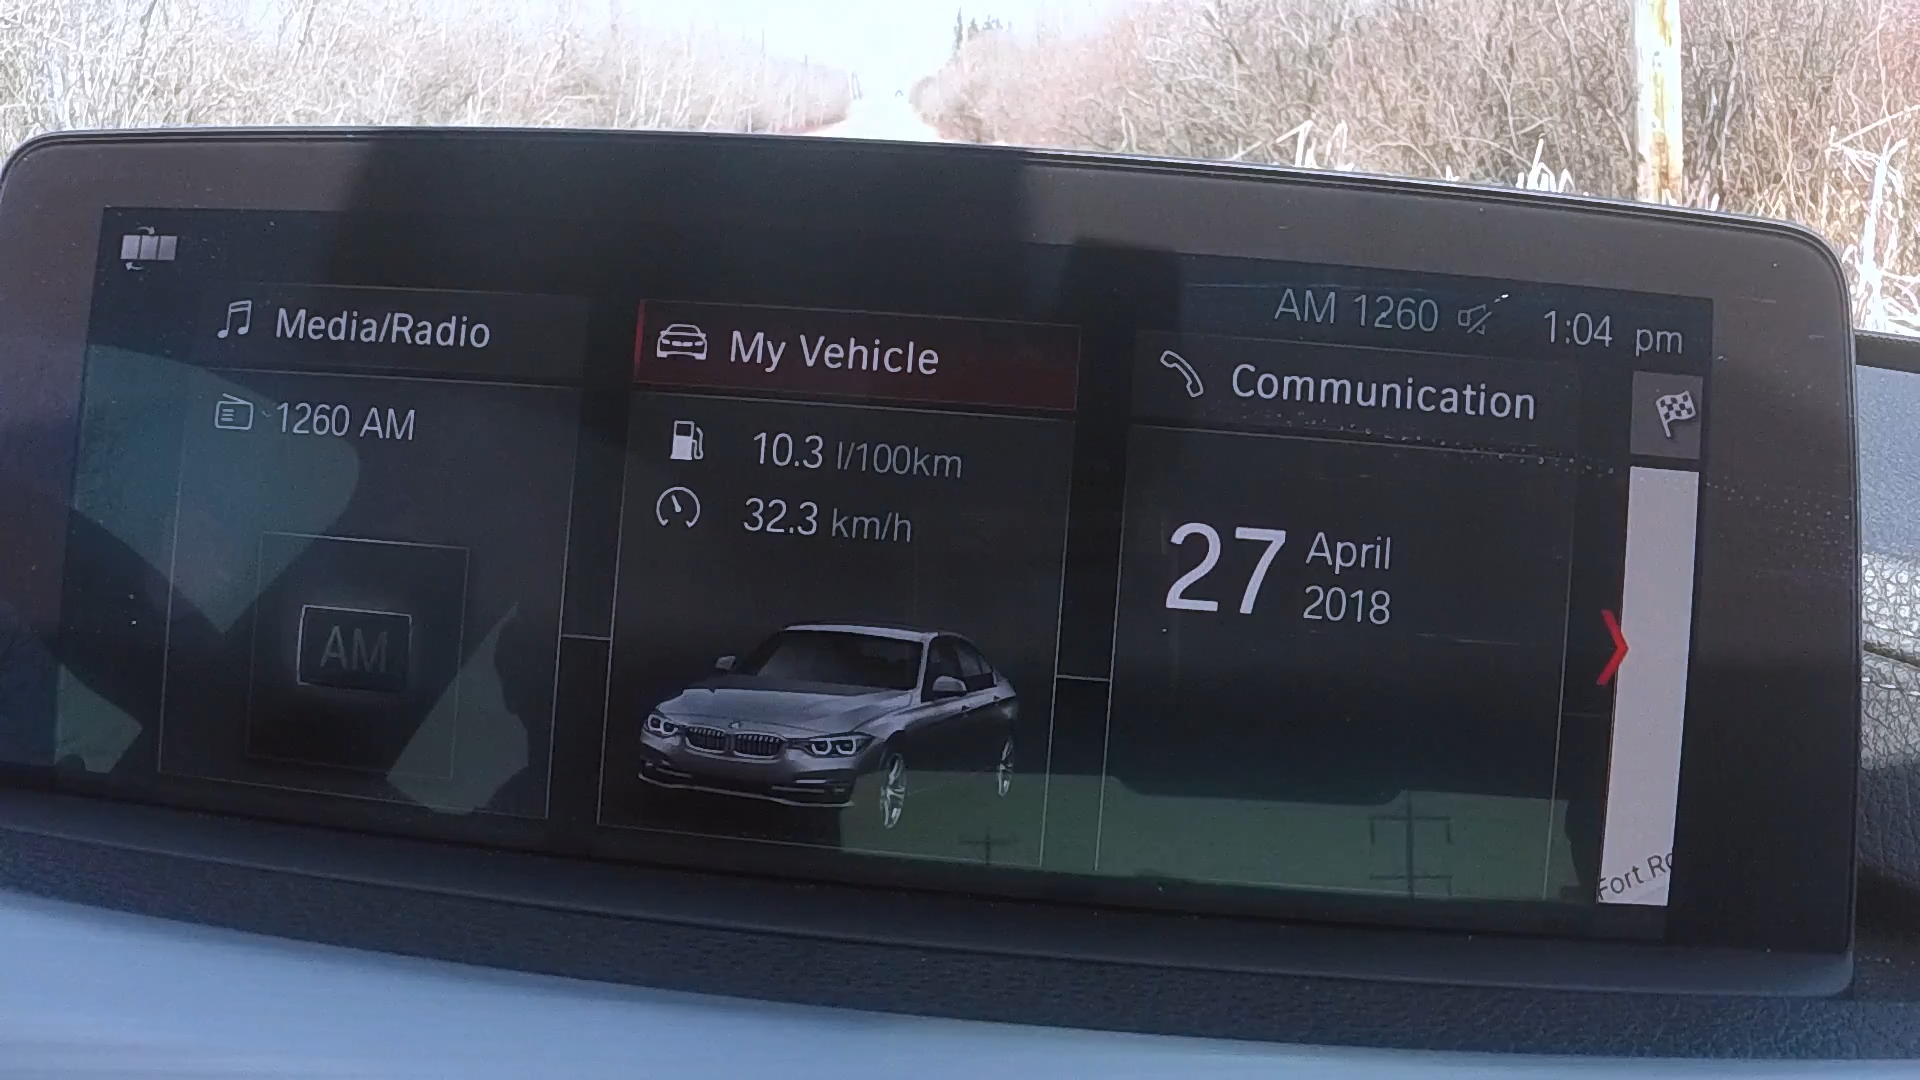 AM 1260 1:04 pm
Media/Radio
1260 AM
AM
My Vehicle
10.3 l/100km
32.3 km/h
Communication
27 April
2018
Fort